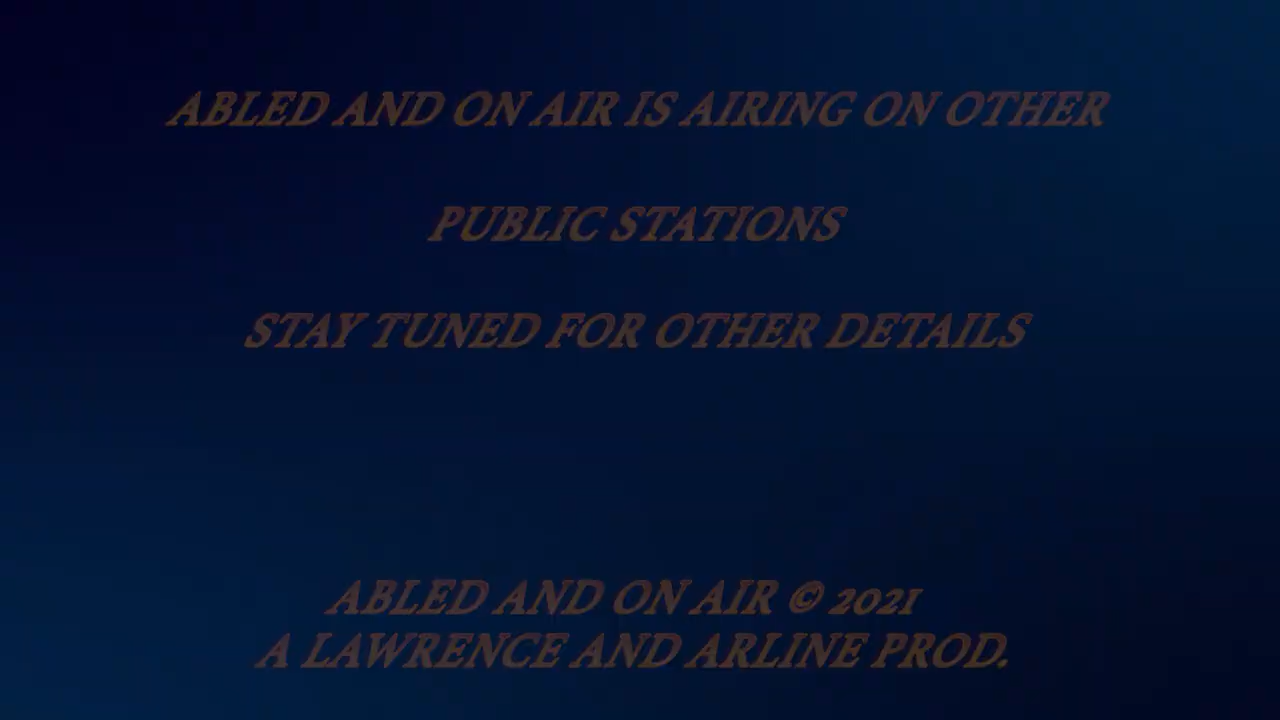 ABLED AND ON AIR IS AIRING ON OTHER
PUBLIC STATIONS
STAY TUNED FOR OTHER DETAILS
ABLED AND ON AIR © 2021
A LAWRENCE AND ARLINE PROD.